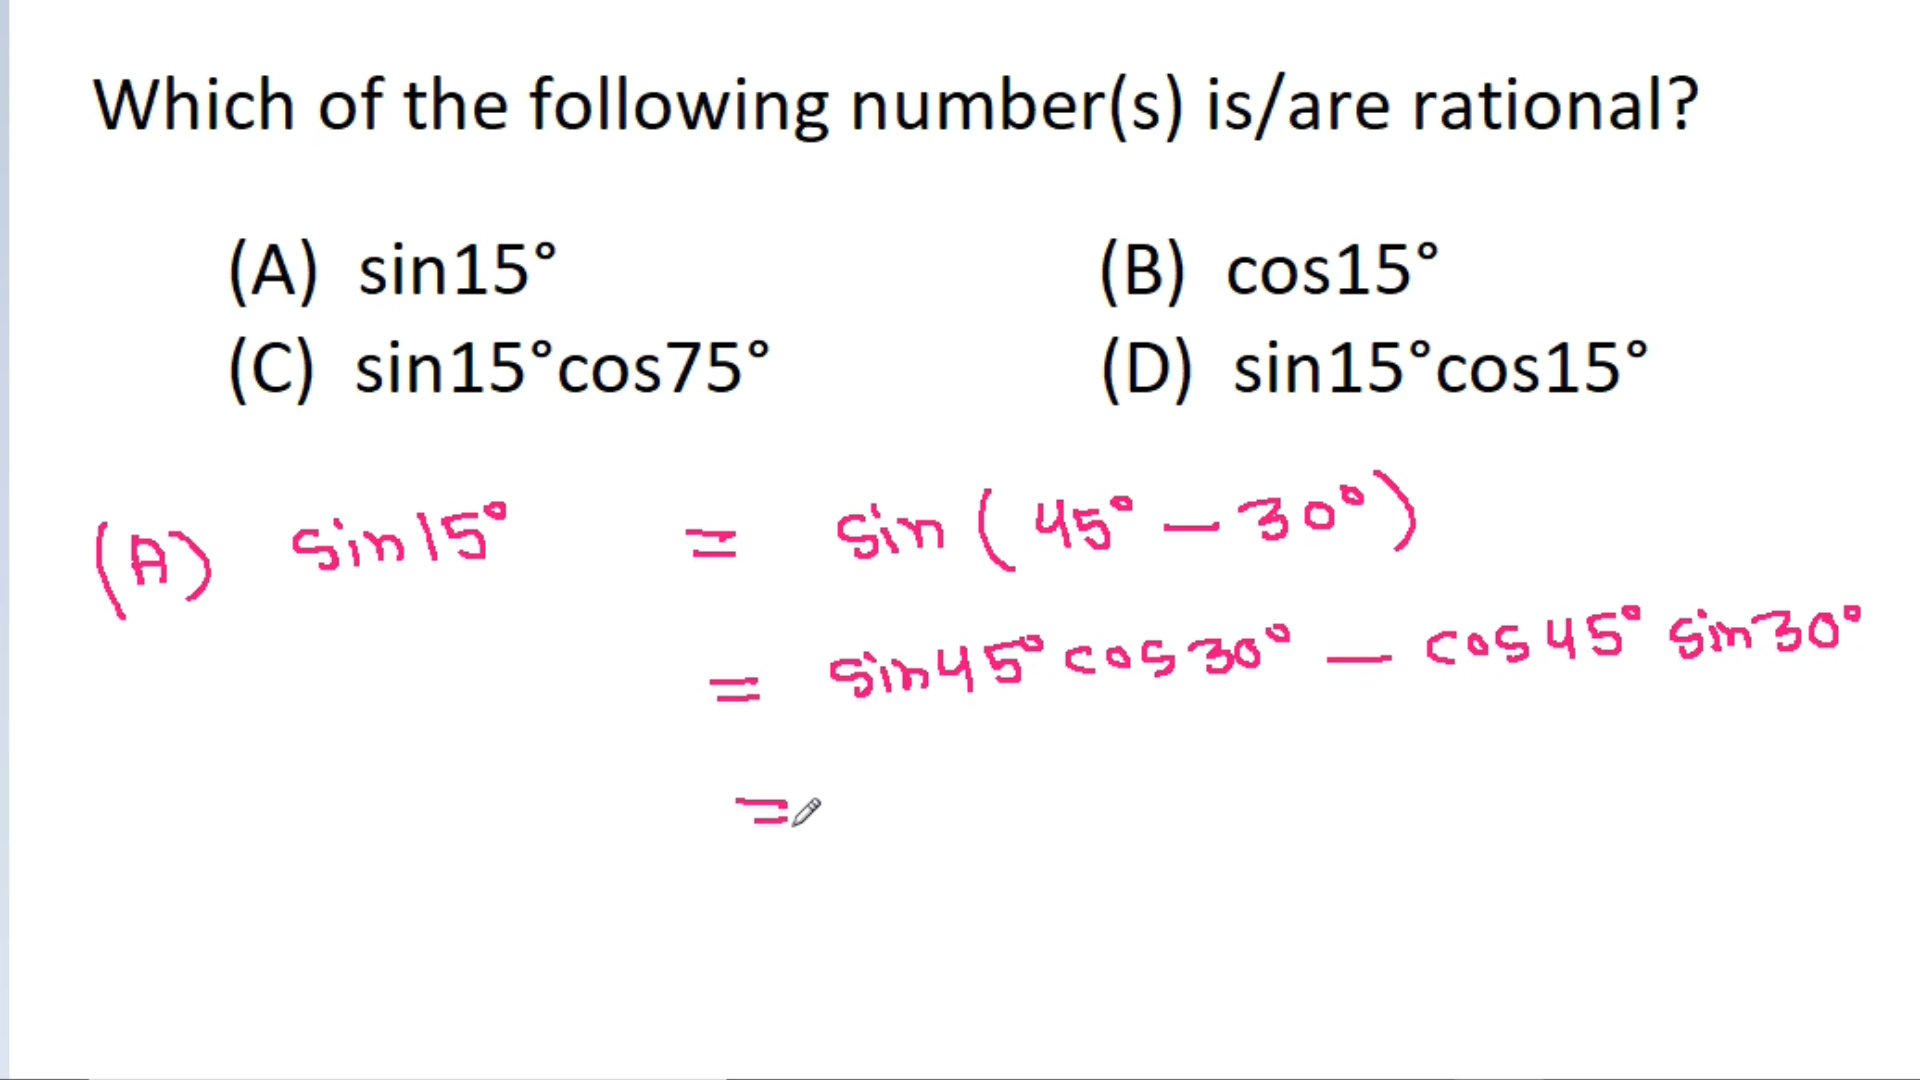 Which of the following number(s) is/are rational?
(A) sin15° (B) cos15°
(C) sin15°cos75° (D) sin15°cos15°
(A) sin15° = sin(45° − 30°)
= sin45° cos30° − cos45° sin30°
=